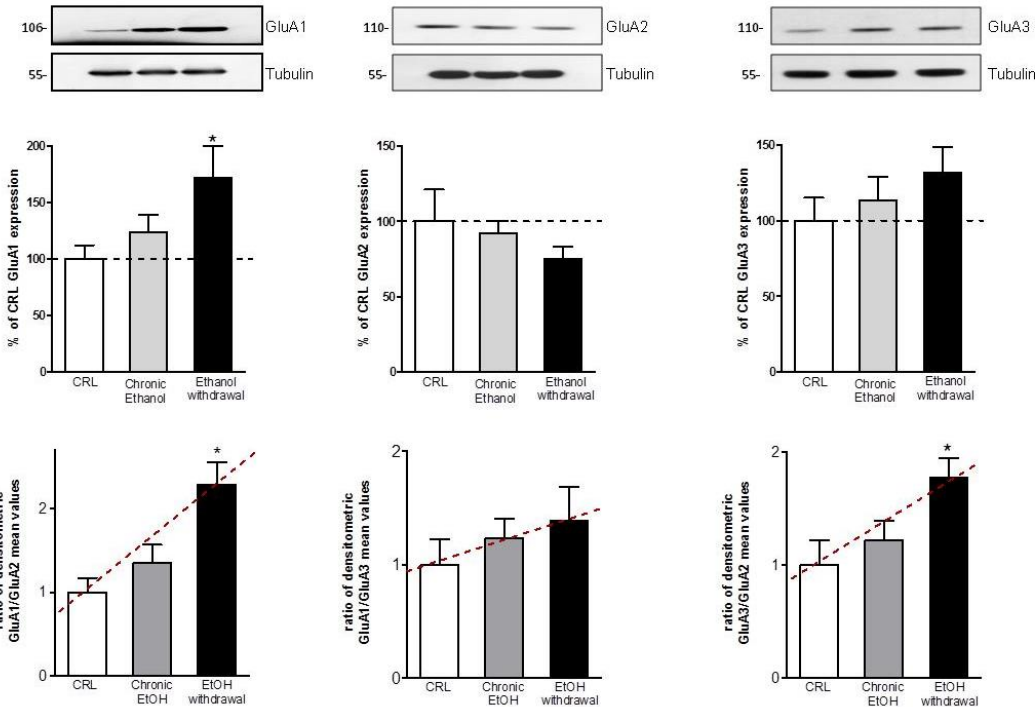 106- GluA1
55- Tubulin
110- GluA2
55- Tubulin
110- GluA3
55- Tubulin
% of CRL GluA1 expression
200
150
100
50
0
*
CRL Chronic Ethanol
Ethanol withdrawal
% of CRL GluA2 expression
150
100
50
0
CRL Chronic Ethanol
Ethanol withdrawal
% of CRL GluA3 expression
150
100
50
0
CRL Chronic Ethanol
Ethanol withdrawal
ratio of densitometric
GluA1/GluA2 mean values
2
1
0
*
CRL Chronic EtOH
EtOH withdrawal
ratio of densitometric
GluA1/GluA3 mean values
2
1
0
CRL Chronic EtOH
EtOH withdrawal
ratio of densitometric
GluA3/GluA2 mean values
2
1
0
*
CRL Chronic EtOH
EtOH withdrawal